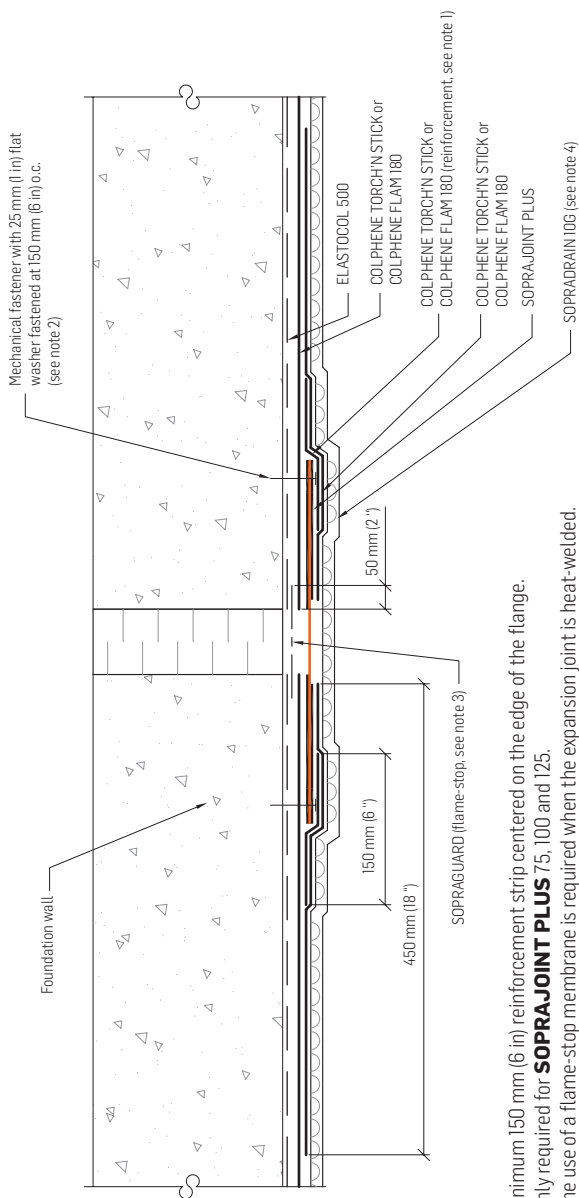 Mechanical fastener with 25 mm (1 in) flat
washer fastened at 150 mm (6 in) o.c.
(see note 2)
Foundation wall
ELASTOCOL 500
COLPHENE TORCH'N STICK or
COLPHENE FLAM 180
COLPHENE TORCH'N STICK or
COLPHENE FLAM 180 (reinforcement, see note 1)
COLPHENE TORCH'N STICK or
COLPHENE FLAM 180
SOPRAJOINT PLUS
SOPRADRAIN 10G (see note 4)
50 mm (2 ")
150 mm (6 ")
450 mm (18 ")
SOPRAGUARD (flame-stop, see note 3)
150 mm (6 in) reinforcement strip centered on the edge of the flange.
required for SOPRAJOINT PLUS 75, 100 and 125.
use of a flame-stop membrane is required when the expansion joint is heat-welded.